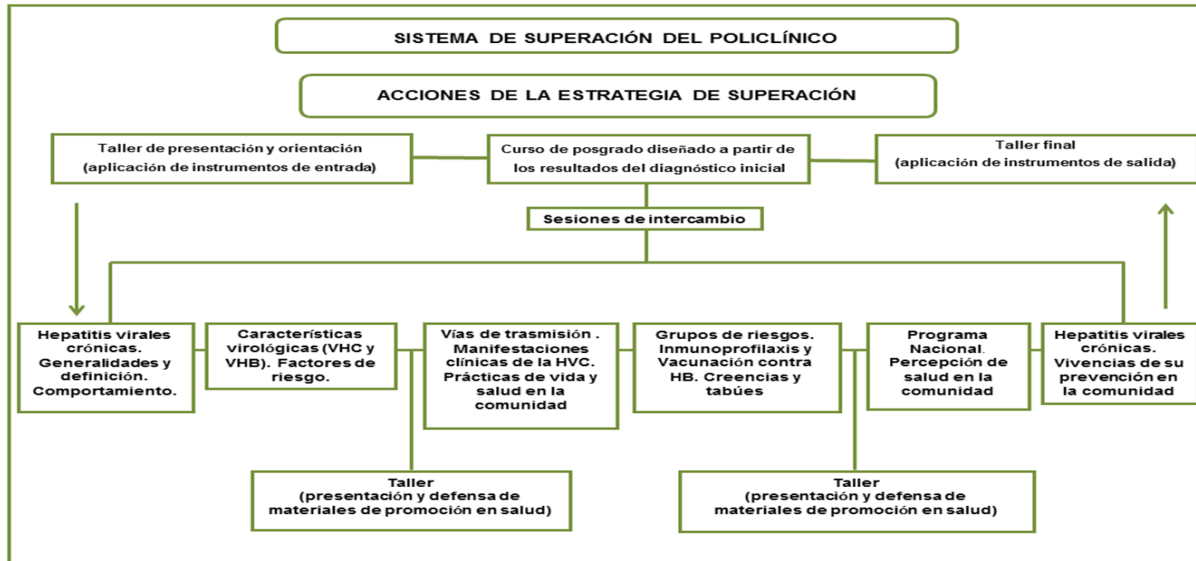 SISTEMA DE SUPERACIÓN DEL POLICLÍNICO
ACCIONES DE LA ESTRATEGIA DE SUPERACIÓN
Taller de presentación y orientación
(aplicación de instrumentos de entrada)
Curso de posgrado diseñado a partir de
los resultados del diagnóstico inicial
Taller final
(aplicación de instrumentos de salida)
Sesiones de intercambio
Hepatitis virales
crónicas.
Generalidades y
definición.
Comportamiento.
Características
virológicas (VHC y
VHB). Factores de
riesgo.
Vías de trasmisión .
Manifestaciones
clínicas de la HVC.
Prácticas de vida y
salud en la
comunidad
Grupos de riesgos.
Inmunoprofilaxis y
Vacunación contra
HB. Creencias y
tabúes
Programa
Nacional.
Percepción de
salud en la
comunidad
Hepatitis virales
crónicas.
Vivencias de su
prevención en
la comunidad
Taller
(presentación y defensa de
materiales de promoción en salud)
Taller
(presentación y defensa de
materiales de promoción en salud)